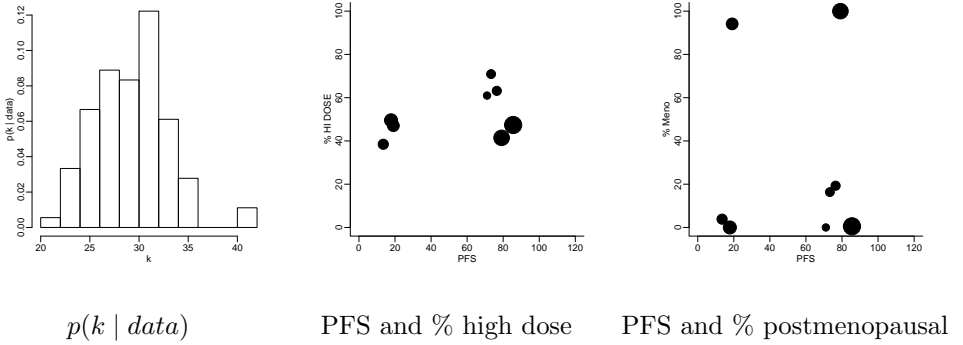 0.00 0.02 0.04 0.06 0.08 0.10 0.12
p(k | data)
20 25 30 35 40
k
0 20 40 60 80 100
% HI DOSE
0 20 40 60 80 100 120
PFS
0 20 40 60 80 100
% Meno
0 20 40 60 80 100 120
PFS
p(k | data)
PFS and % high dose
PFS and % postmenopausal